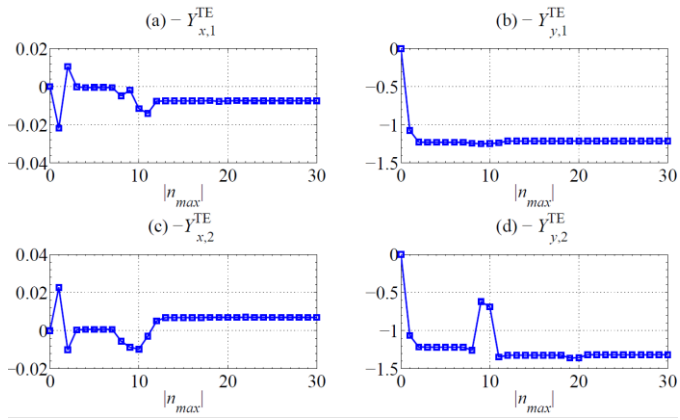 (a) – Y^TE_x,1
0.02
0
−0.02
−0.04
0 10 20 30
|n_max|
(b) – Y^TE_y,1
0
−0.5
−1
−1.5
0 10 20 30
|n_max|
(c) –Y^TE_x,2
0.04
0.02
0
−0.02
0 10 20 30
|n_max|
(d) – Y^TE_y,2
0
−0.5
−1
−1.5
0 10 20 30
|n_max|